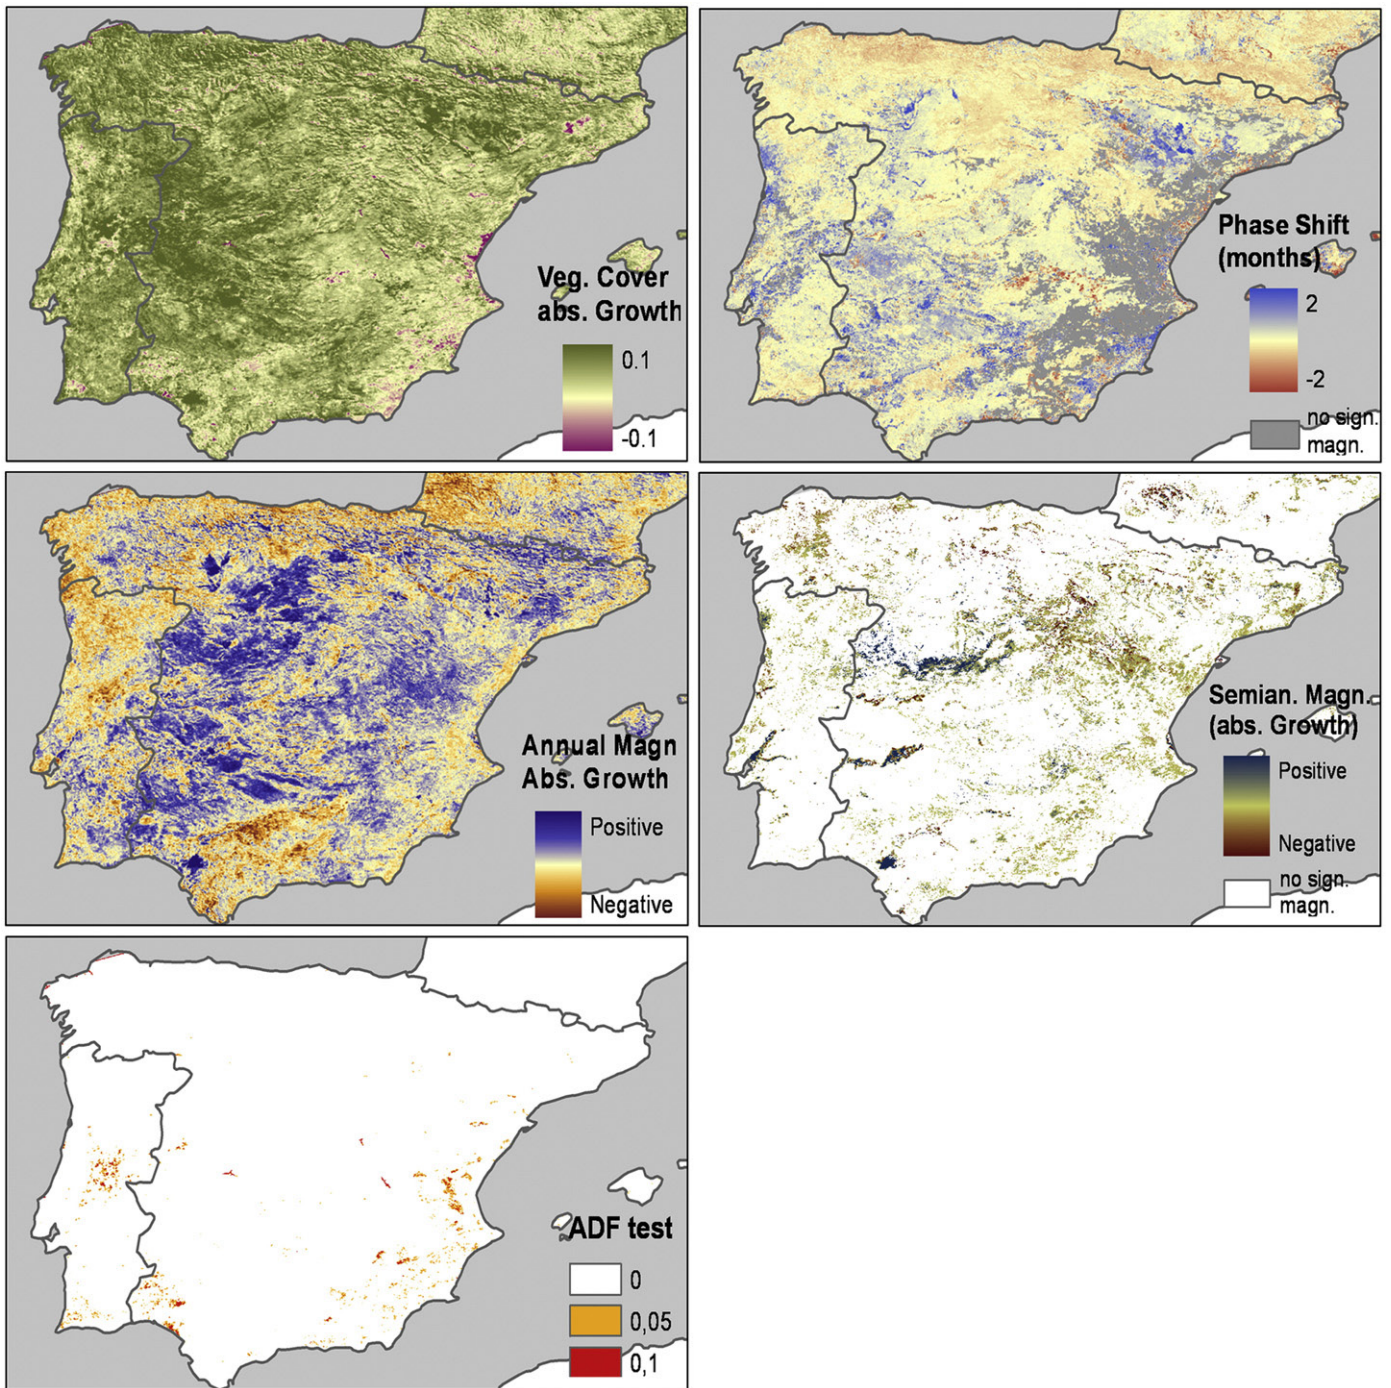 Veg. Cover
abs. Growth
0.1
-0.1
Phase Shift
(months)
2
-2
no sign.
magn.
Annual Magn
Abs. Growth
Positive
Negative
Semian. Magn.
(abs. Growth)
Positive
Negative
no sign.
magn.
ADF test
0
0,05
0,1